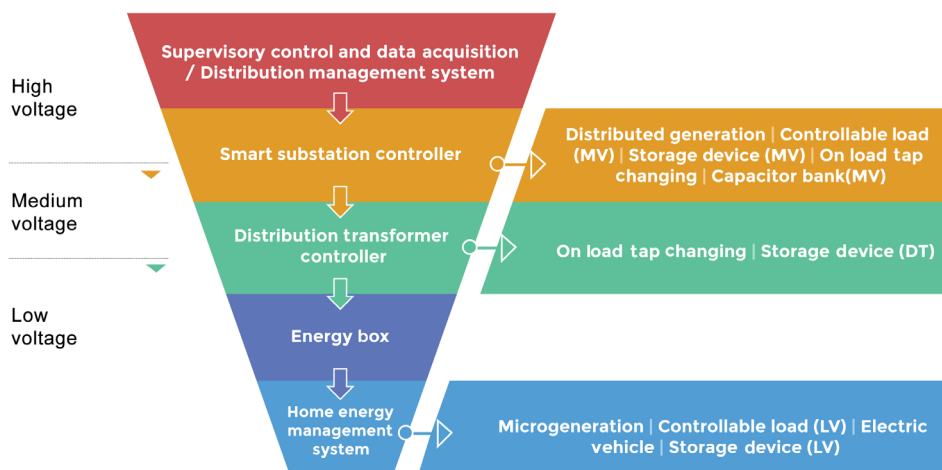 High
voltage
Medium
voltage
Low
voltage
Supervisory control and data acquisition
/ Distribution management system
Smart substation controller
Distributed generation | Controllable load
(MV) | Storage device (MV) | On load tap
changing | Capacitor bank(MV)
Distribution transformer
controller
On load tap changing | Storage device (DT)
Energy box
Home energy
management
system
Microgeneration | Controllable load (LV) | Electric
vehicle | Storage device (LV)